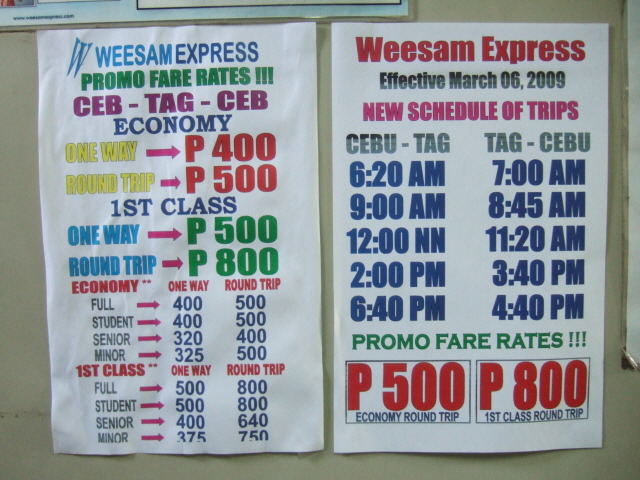 www.weesamexpress.com
WEESAM EXPRESS
PROMO FARE RATES !!!
CEB - TAG - CEB
ECONOMY
ONE WAY P 400
ROUND TRIP P 500
1ST CLASS
ONE WAY P 500
ROUND TRIP P 800
ECONOMY ** ONE WAY ROUND TRIP
FULL 400 500
STUDENT 400 500
SENIOR 320 400
MINOR 325 500
1ST CLASS ** ONE WAY ROUND TRIP
FULL 500 800
STUDENT 500 800
SENIOR 400 640
MINOR 375 750
Weesam Express
Effective March 06, 2009
NEW SCHEDULE OF TRIPS
CEBU - TAG TAG - CEBU
6:20 AM 7:00 AM
9:00 AM 8:45 AM
12:00 NN 11:20 AM
2:00 PM 3:40 PM
6:40 PM 4:40 PM
PROMO FARE RATES !!!
P 500 P 800
ECONOMY ROUND TRIP 1ST CLASS ROUND TRIP